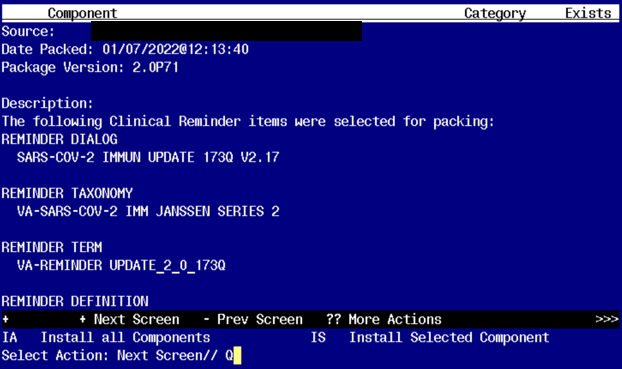 Component Category Exists
Source:
Date Packed: 01/07/2022@12:13:40
Package Version: 2.0P71
Description:
The following Clinical Reminder items were selected for packing:
REMINDER DIALOG
SARS-COV-2 IMMUN UPDATE 173Q V2.17
REMINDER TAXONOMY
VA-SARS-COV-2 IMM JANSSEN SERIES 2
REMINDER TERM
VA-REMINDER UPDATE_2_0_173Q
REMINDER DEFINITION
+ + Next Screen - Prev Screen ?? More Actions >>>
IA Install all Components IS Install Selected Component
Select Action: Next Screen// Q